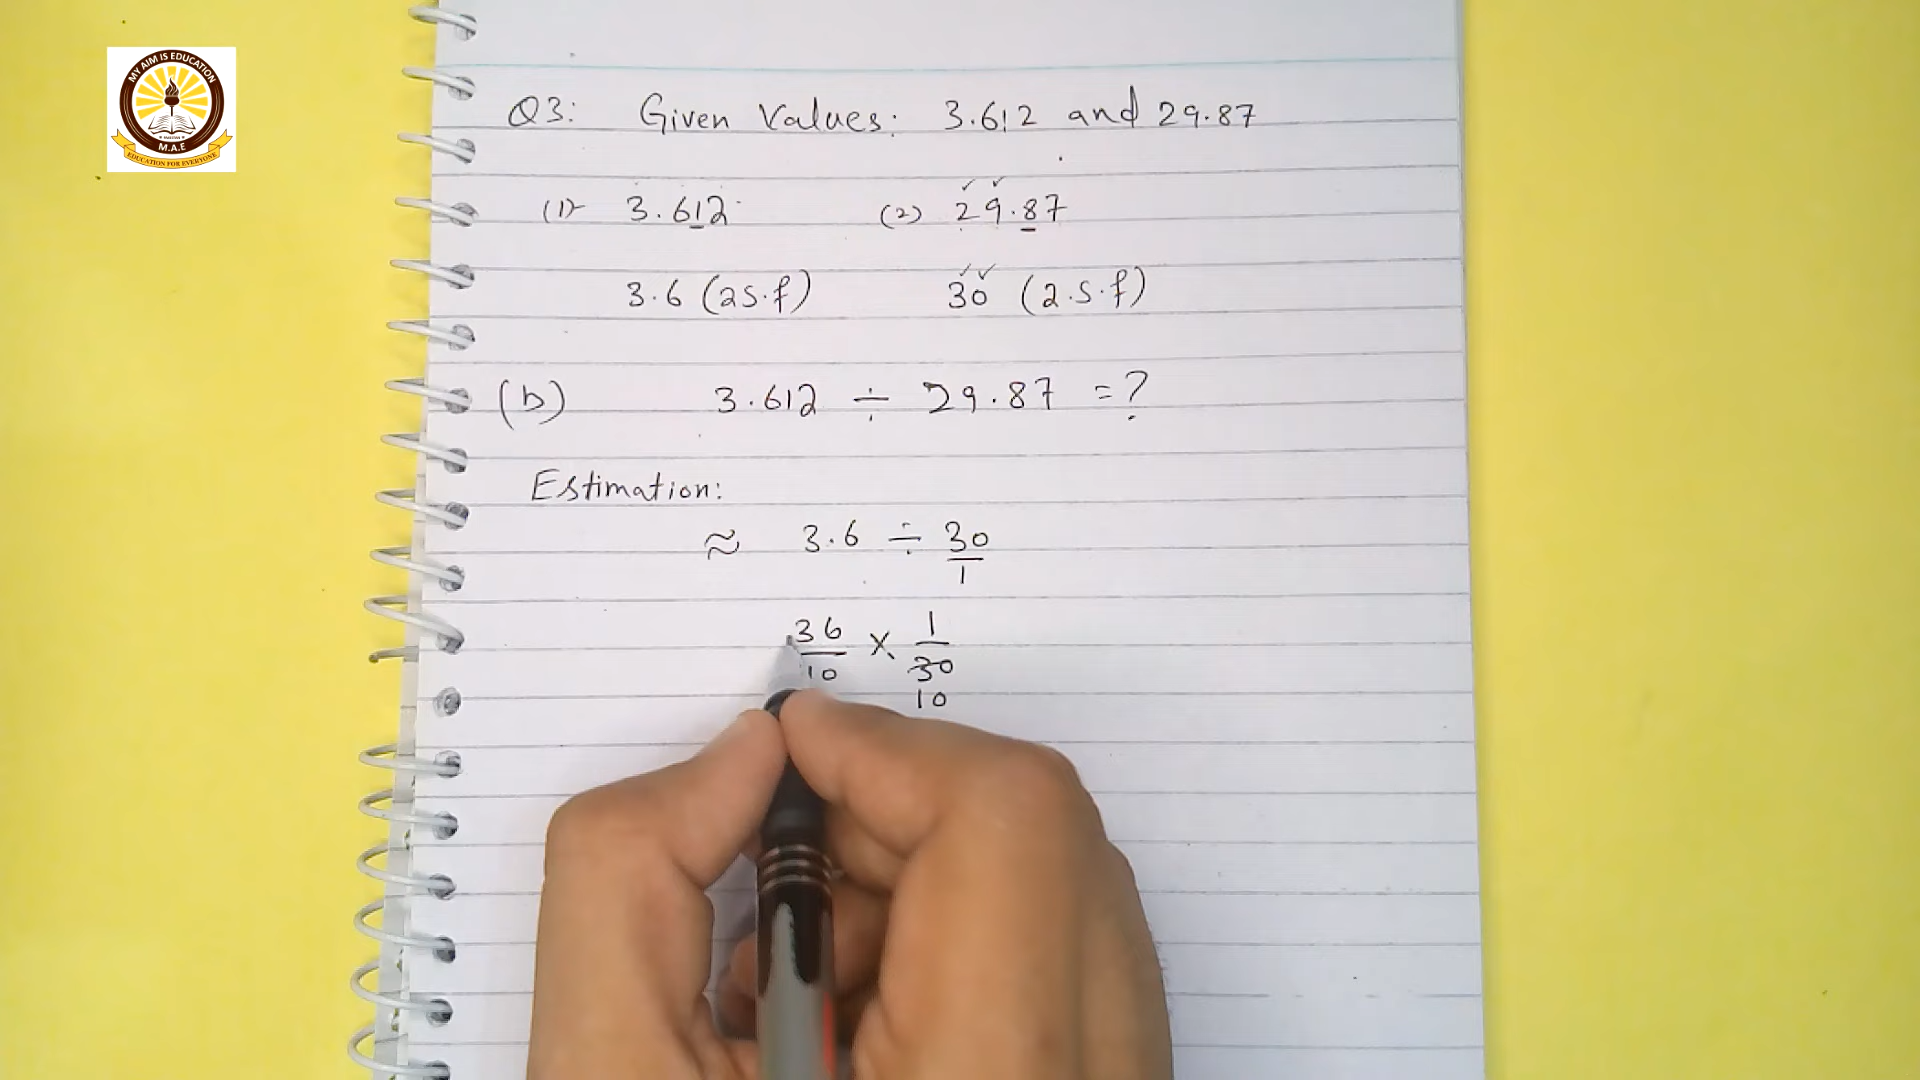 MY AIM IS EDUCATION
M.A.E
EDUCATION FOR EVERYONE
Q3: Given Values: 3.612 and 29.87
(1) 3.612 (2) 29.87
3.6 (2s.f) 30 (2.s.f)
(b) 3.612 ÷ 29.87 = ?
Estimation:
≈ 3.6 ÷ 30
1
36 × 1
10 30
10